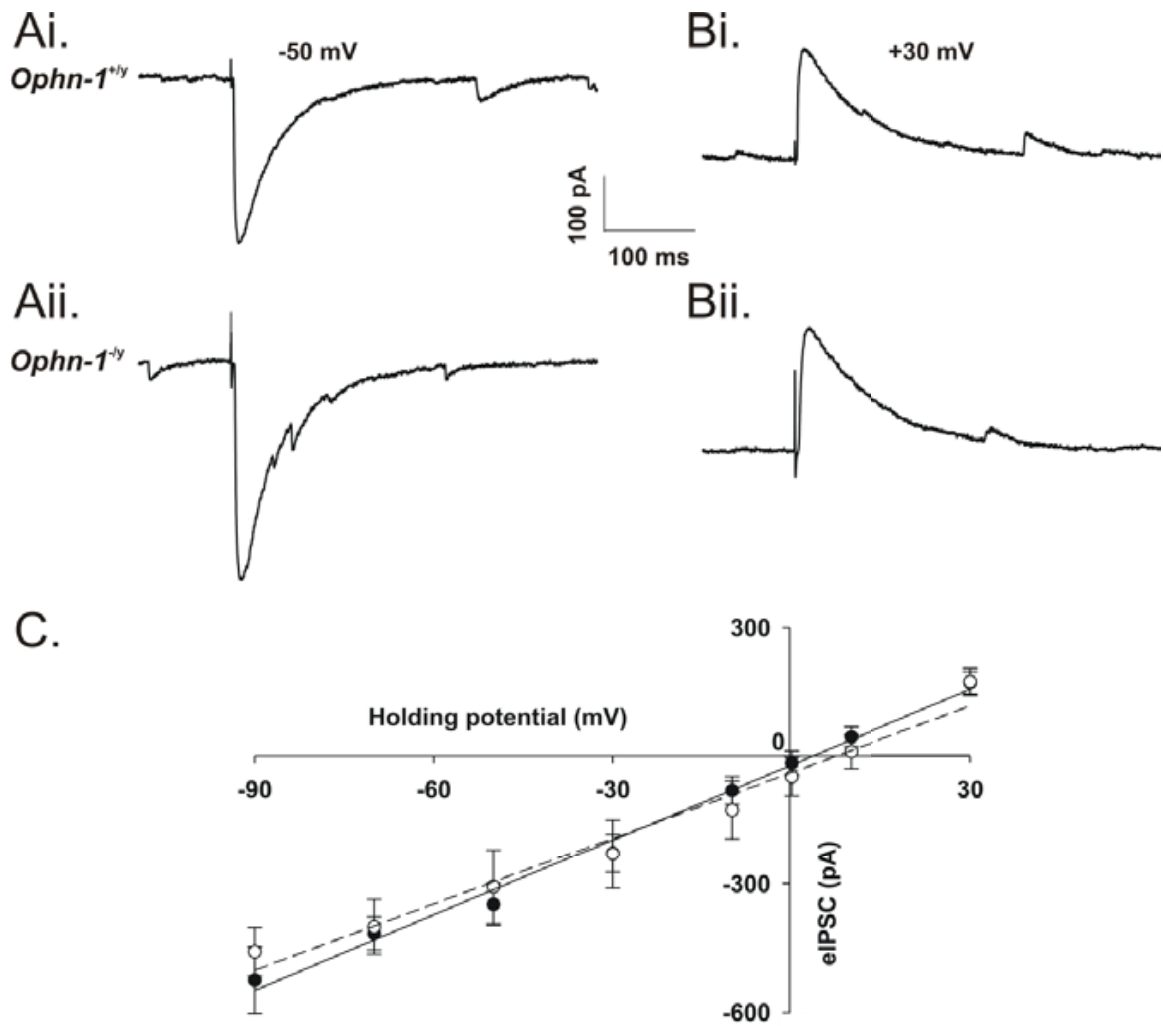 Ai.
-50 mV
Bi.
+30 mV
Ophn-1+/y
100 pA
100 ms
Aii.
Bii.
Ophn-1-/y
C.
300
Holding potential (mV)
0
-90
-60
-30
30
-300
eIPSC (pA)
-600